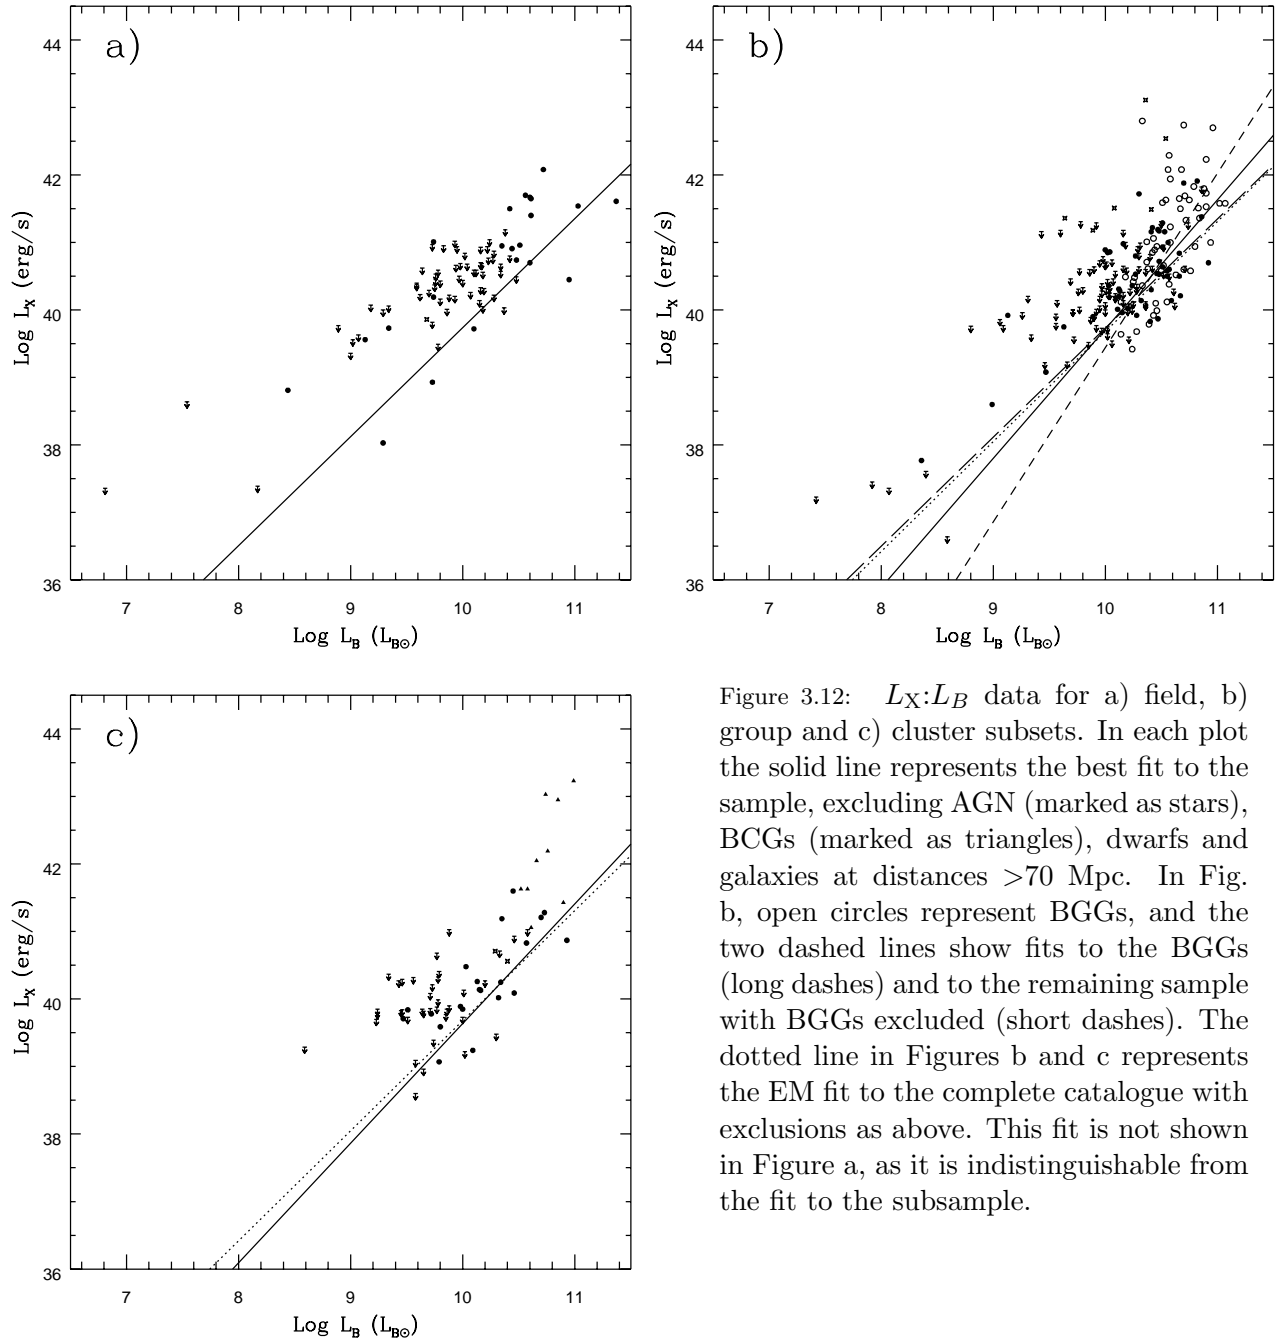 a)
44
42
40
38
36
Log L_X (erg/s)
7 8 9 10 11
Log L_B (L_B⊙)
b)
44
42
40
38
36
Log L_X (erg/s)
7 8 9 10 11
Log L_B (L_B⊙)
c)
44
42
40
38
36
Log L_X (erg/s)
7 8 9 10 11
Log L_B (L_B⊙)
Figure 3.12: L_X:L_B data for a) field, b)
group and c) cluster subsets. In each plot
the solid line represents the best fit to the
sample, excluding AGN (marked as stars),
BCGs (marked as triangles), dwarfs and
galaxies at distances >70 Mpc. In Fig.
b, open circles represent BGGs, and the
two dashed lines show fits to the BGGs
(long dashes) and to the remaining sample
with BGGs excluded (short dashes). The
dotted line in Figures b and c represents
the EM fit to the complete catalogue with
exclusions as above. This fit is not shown
in Figure a, as it is indistinguishable from
the fit to the subsample.